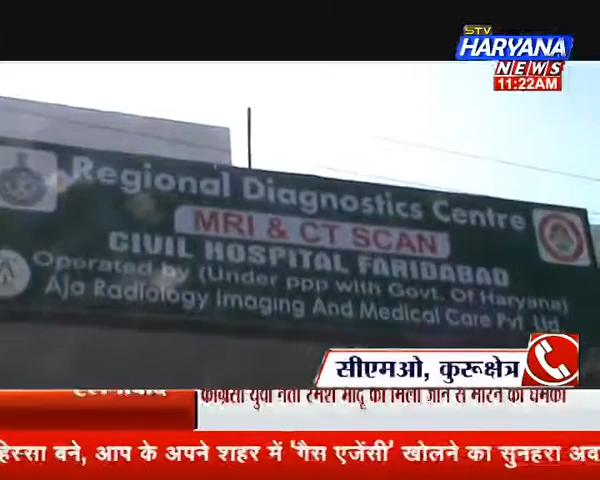 STV
HARYANA
NEWS
11:22AM
Regional Diagnostics Centre
MRI & CT SCAN
CIVIL HOSPITAL FARIDABAD
Operated by (Under ppp with Govt. Of Haryana)
Radiology Imaging And Medical Care Pvt. Ltd.
सीएमओ, कुरूक्षेत्र
कांग्रेसी युवा नेता रमेश भादू को मिली जान से मारने की धमकी
हिस्सा बने, आप के अपने शहर में 'गैस एजेंसी' खोलने का सुनहरा